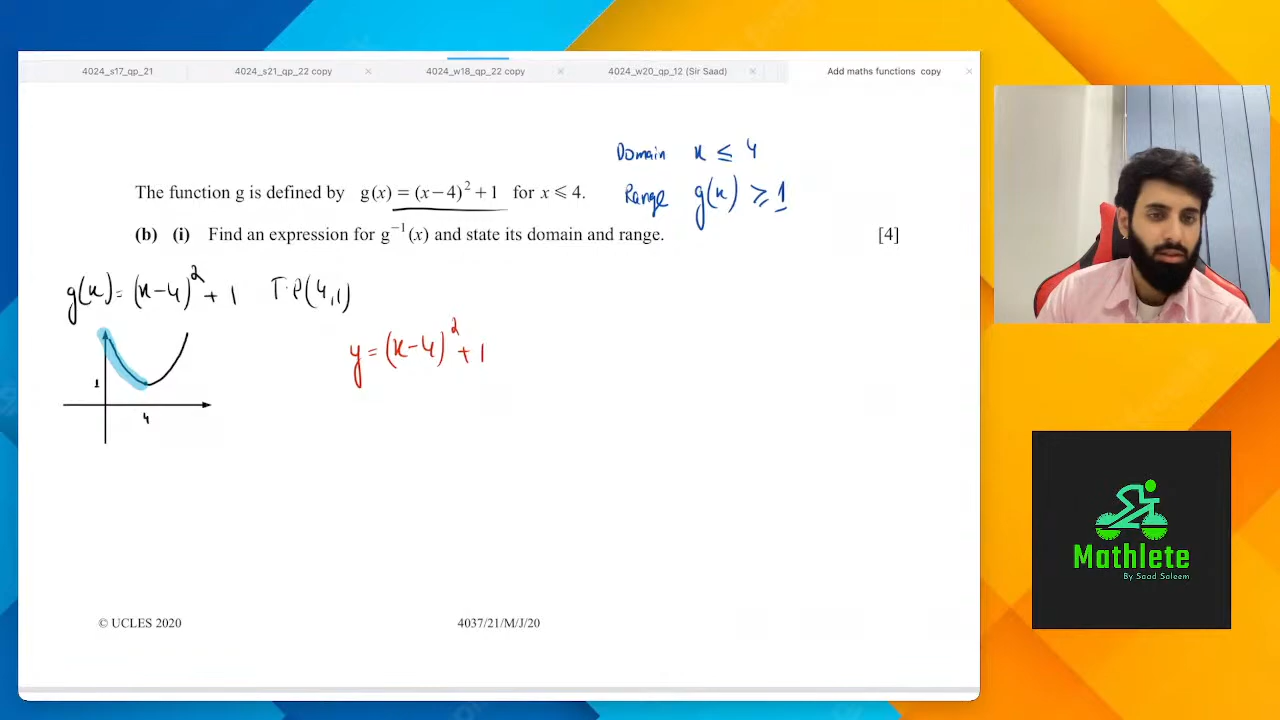 4024_s17_qp_21 4024_s21_qp_22 copy 4024_w18_qp_22 copy 4024_w20_qp_12 (Sir Saad) Add maths functions copy
Domain x ≤ 4
The function g is defined by g(x) = (x−4)² + 1 for x ⩽ 4.
Range g(x) ⩾ 1
(b) (i) Find an expression for g⁻¹(x) and state its domain and range. [4]
g(x) = (x−4)² + 1 T.P(4,1)
y = (x−4)² + 1
1
4
© UCLES 2020 4037/21/M/J/20
Mathlete
By Saad Saleem